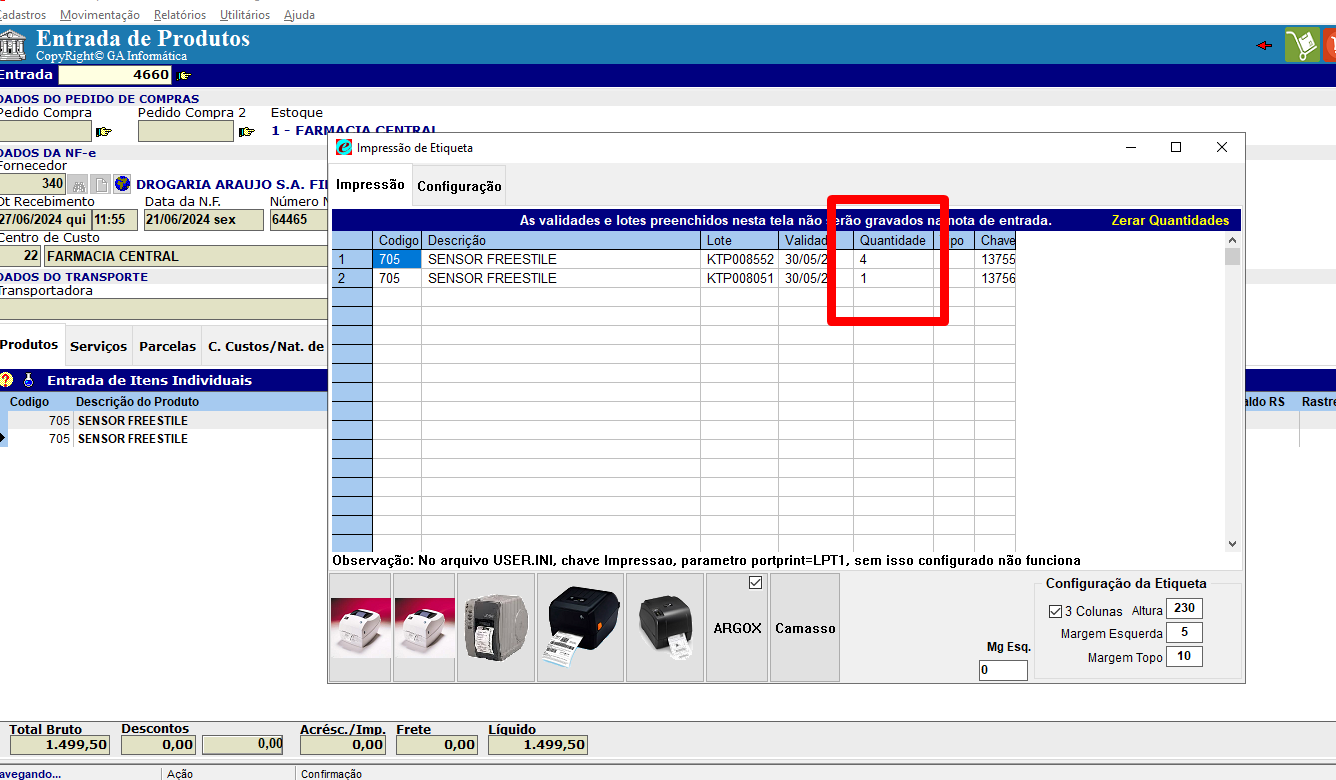 Cadastros Movimentação Relatórios Utilitários Ajuda
Entrada de Produtos
CopyRight© GA Informática
Entrada 4660
DADOS DO PEDIDO DE COMPRAS
Pedido Compra Pedido Compra 2 Estoque
1 - FARMACIA CENTRAL
DADOS DA NF-e
Fornecedor
340 DROGARIA ARAUJO S.A. FI
Dt Recebimento Data da N.F. Número N
27/06/2024 qui 11:55 21/06/2024 sex 64465
Centro de Custo
22 FARMACIA CENTRAL
DADOS DO TRANSPORTE
Transportadora
Produtos Serviços Parcelas C. Custos/Nat. de
Entrada de Itens Individuais
Codigo Descrição do Produto aldo RS Rastre
705 SENSOR FREESTILE
705 SENSOR FREESTILE
Impressão de Etiqueta
Impressão Configuração
As validades e lotes preenchidos nesta tela não serão gravados na nota de entrada. Zerar Quantidades
Codigo Descrição Lote Validad Quantidade ipo Chave
1 705 SENSOR FREESTILE KTP008552 30/05/2 4 13755
2 705 SENSOR FREESTILE KTP008051 30/05/2 1 13756
Observação: No arquivo USER.INI, chave Impressao, parametro portprint=LPT1, sem isso configurado não funciona
ARGOX Camasso
Mg Esq.
0
Configuração da Etiqueta
3 Colunas Altura 230
Margem Esquerda 5
Margem Topo 10
Total Bruto Descontos Acrésc./Imp. Frete Líquido
1.499,50 0,00 0,00 0,00 0,00 1.499,50
avegando... Ação Confirmação